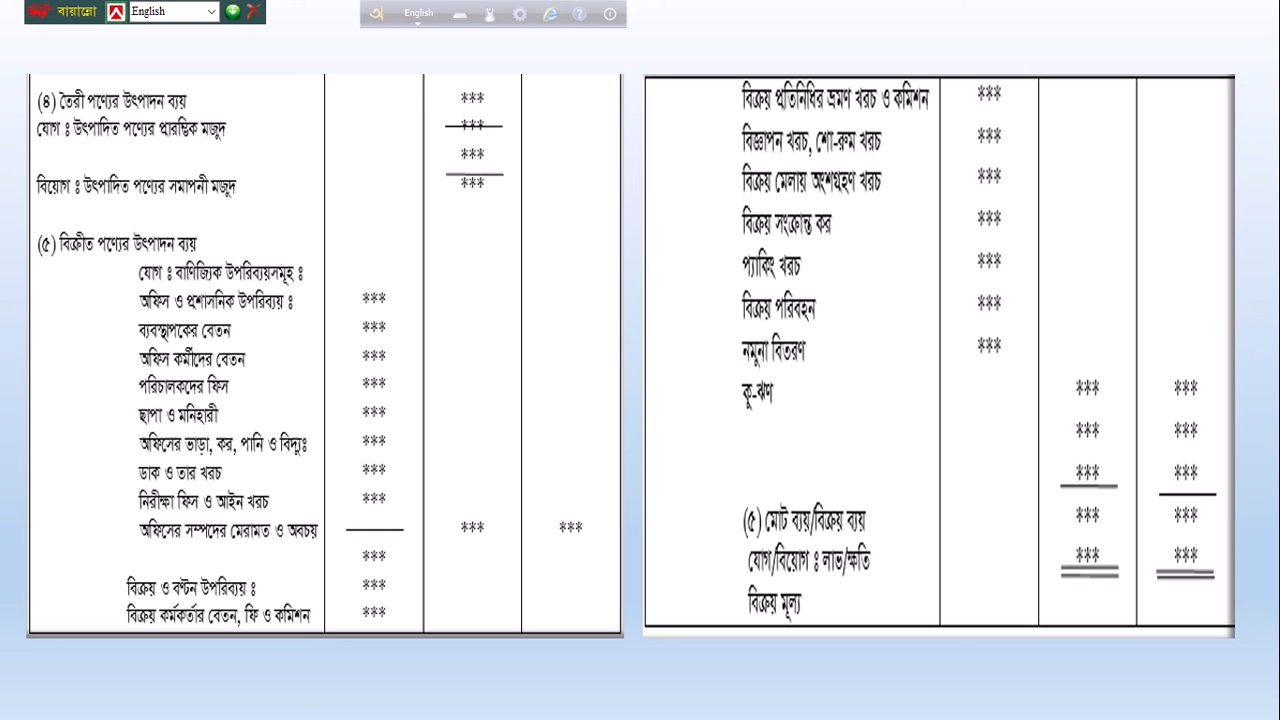 বায়ান্নো English
English
(৪) তৈরী পণ্যের উৎপাদন ব্যয় ***
যোগ ঃ উৎপাদিত পণ্যের প্রারম্ভিক মজূদ ***
***
বিয়োগ ঃ উৎপাদিত পণ্যের সমাপনী মজূদ ***
(৫) বিক্রীত পণ্যের উৎপাদন ব্যয়
যোগ ঃ বাণিজ্যিক উপরিব্যয়সমূহ ঃ
অফিস ও প্রশাসনিক উপরিব্যয় ঃ ***
ব্যবস্থাপকের বেতন ***
অফিস কর্মীদের বেতন ***
পরিচালকদের ফিস ***
ছাপা ও মনিহারী ***
অফিসের ভাড়া, কর, পানি ও বিদ্যুঃ ***
ডাক ও তার খরচ ***
নিরীক্ষা ফিস ও আইন খরচ ***
অফিসের সম্পদের মেরামত ও অবচয় *** ***
***
বিক্রয় ও বণ্টন উপরিব্যয় ঃ ***
বিক্রয় কর্মকর্তার বেতন, ফি ও কমিশন ***
বিক্রয় প্রতিনিধির ভ্রমণ খরচ ও কমিশন ***
বিজ্ঞাপন খরচ, শো-রুম খরচ ***
বিক্রয় মেলায় অংশগ্রহণ খরচ ***
বিক্রয় সংক্রান্ত কর ***
প্যাকিং খরচ ***
বিক্রয় পরিবহন ***
নমুনা বিতরণ ***
কূ-ঋণ *** ***
*** ***
*** ***
(৫) মোট ব্যয়/বিক্রয় ব্যয় *** ***
যোগ/বিয়োগ ঃ লাভ/ক্ষতি *** ***
বিক্রয় মূল্য